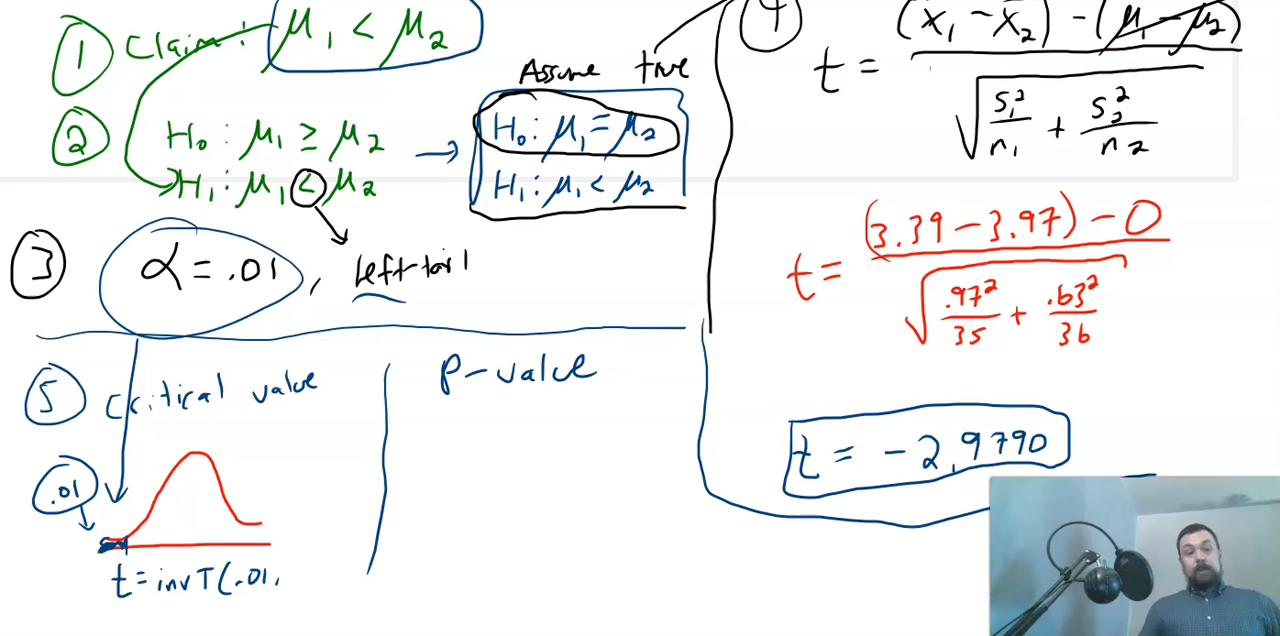 ① Claim: μ₁ < μ₂
② H₀: μ₁ ≥ μ₂
H₁: μ₁ < μ₂
→
Assume true
H₀: μ₁ = μ₂
H₁: μ₁ < μ₂
③ α = .01, left-tail
④ t = ((x̄₁ − x̄₂) − (μ₁ − μ₂)) / √(s₁²/n₁ + s₂²/n₂)
t = ((3.39 − 3.97) − 0) / √(.97²/35 + .63²/36)
t = −2.9790
⑤ Critical value
.01
t = invT(.01,
P-value